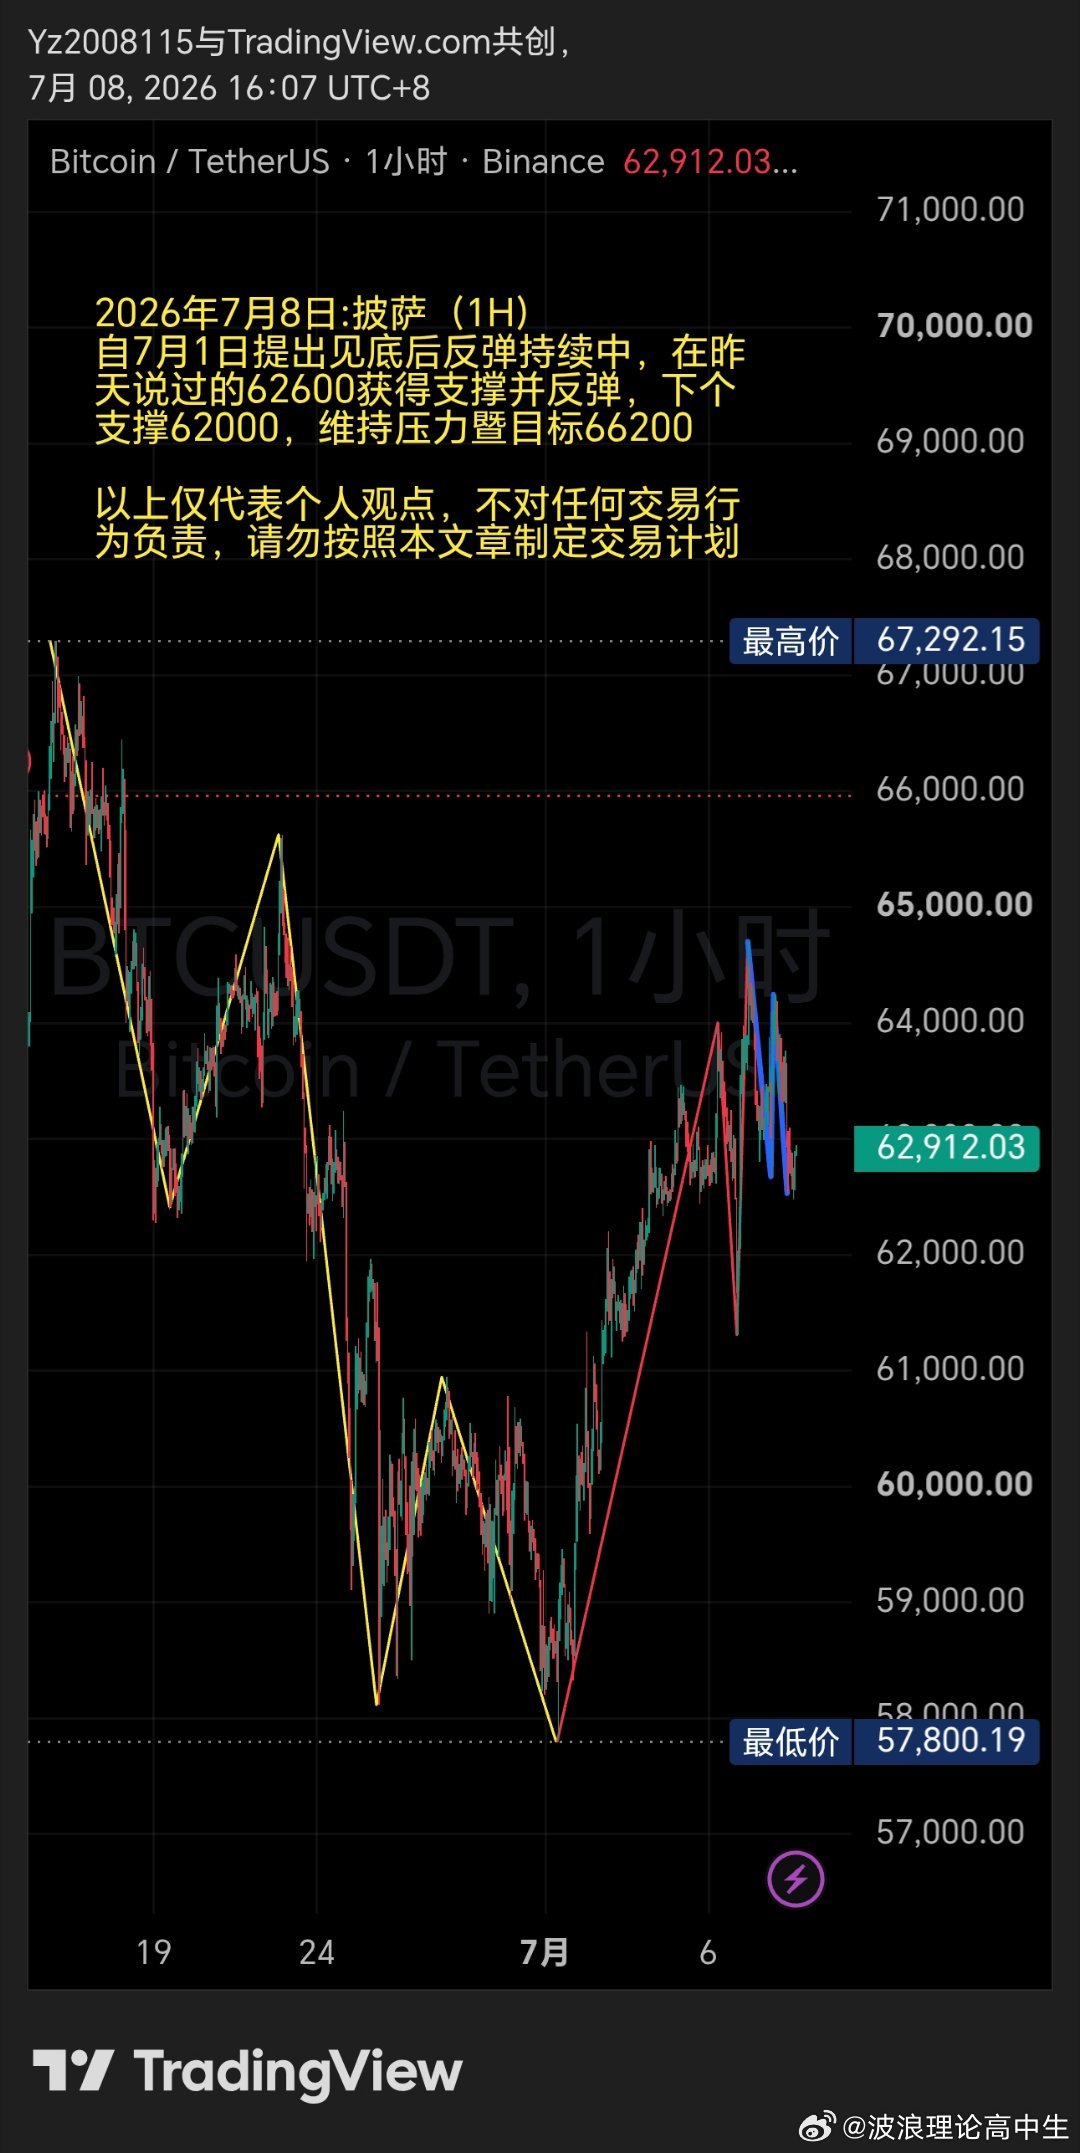 Yz2008115与TradingView.com共创，
7月 08, 2026 16:07 UTC+8
Bitcoin / TetherUS · 1小时 · Binance 62,912.03...
71,000.00
2026年7月8日:披萨（1H）
自7月1日提出见底后反弹持续中，在昨
天说过的62600获得支撑并反弹，下个
支撑62000，维持压力暨目标66200
以上仅代表个人观点，不对任何交易行
为负责，请勿按照本文章制定交易计划
70,000.00
69,000.00
68,000.00
最高价 67,292.15
67,000.00
66,000.00
65,000.00
BTCUSDT, 1小时
Bitcoin / TetherUS
64,000.00
62,912.03
62,000.00
61,000.00
60,000.00
59,000.00
58,000.00
最低价 57,800.19
57,000.00
19 24 7月 6
TradingView
@波浪理论高中生